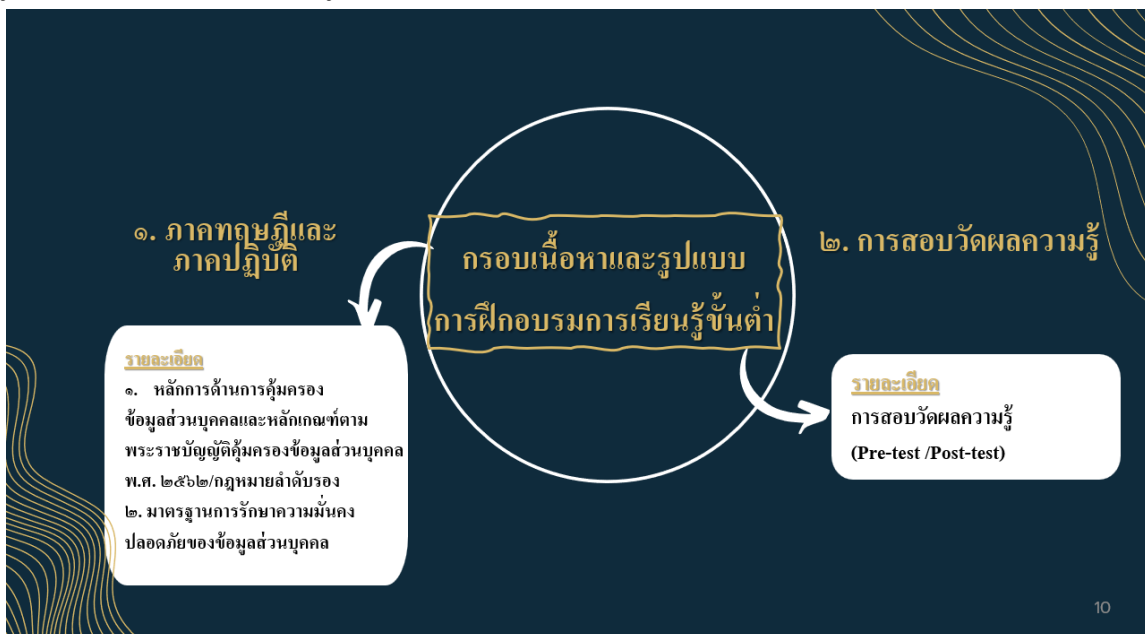 กรอบเนื้อหาและรูปแบบ
การฝึกอบรมการเรียนรู้ขั้นต่ำ
๑. ภาคทฤษฎีและ
ภาคปฏิบัติ
รายละเอียด
๑. หลักการด้านการคุ้มครอง
ข้อมูลส่วนบุคคลและหลักเกณฑ์ตาม
พระราชบัญญัติคุ้มครองข้อมูลส่วนบุคคล
พ.ศ. ๒๕๖๒/กฎหมายลำดับรอง
๒. มาตรฐานการรักษาความมั่นคง
ปลอดภัยของข้อมูลส่วนบุคคล
๒. การสอบวัดผลความรู้
รายละเอียด
การสอบวัดผลความรู้
(Pre-test /Post-test)
10